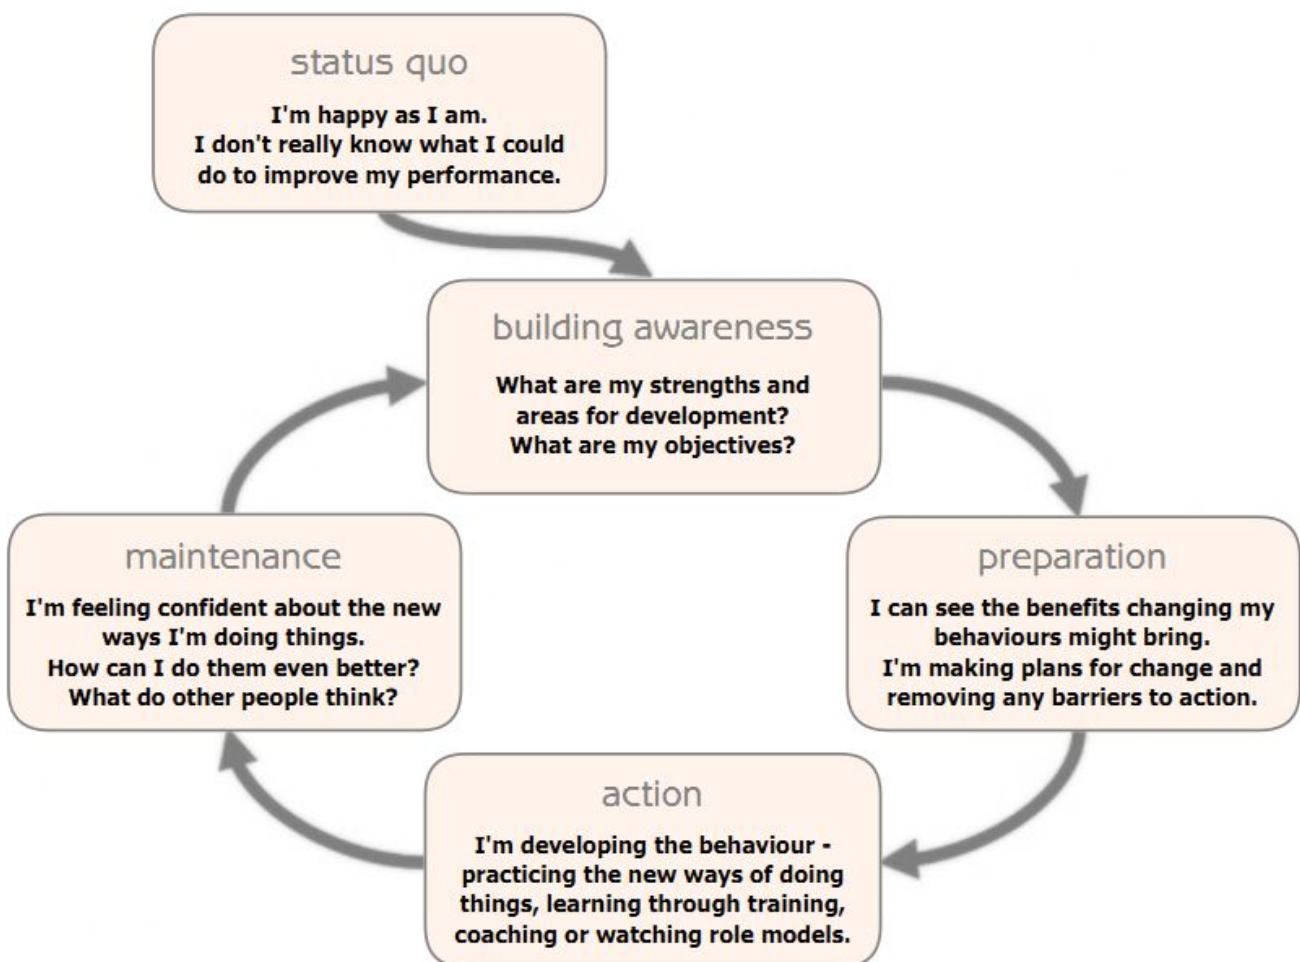 status quo
I'm happy as I am.
I don't really know what I could
do to improve my performance.
building awareness
What are my strengths and
areas for development?
What are my objectives?
maintenance
I'm feeling confident about the new
ways I'm doing things.
How can I do them even better?
What do other people think?
preparation
I can see the benefits changing my
behaviours might bring.
I'm making plans for change and
removing any barriers to action.
action
I'm developing the behaviour -
practicing the new ways of doing
things, learning through training,
coaching or watching role models.